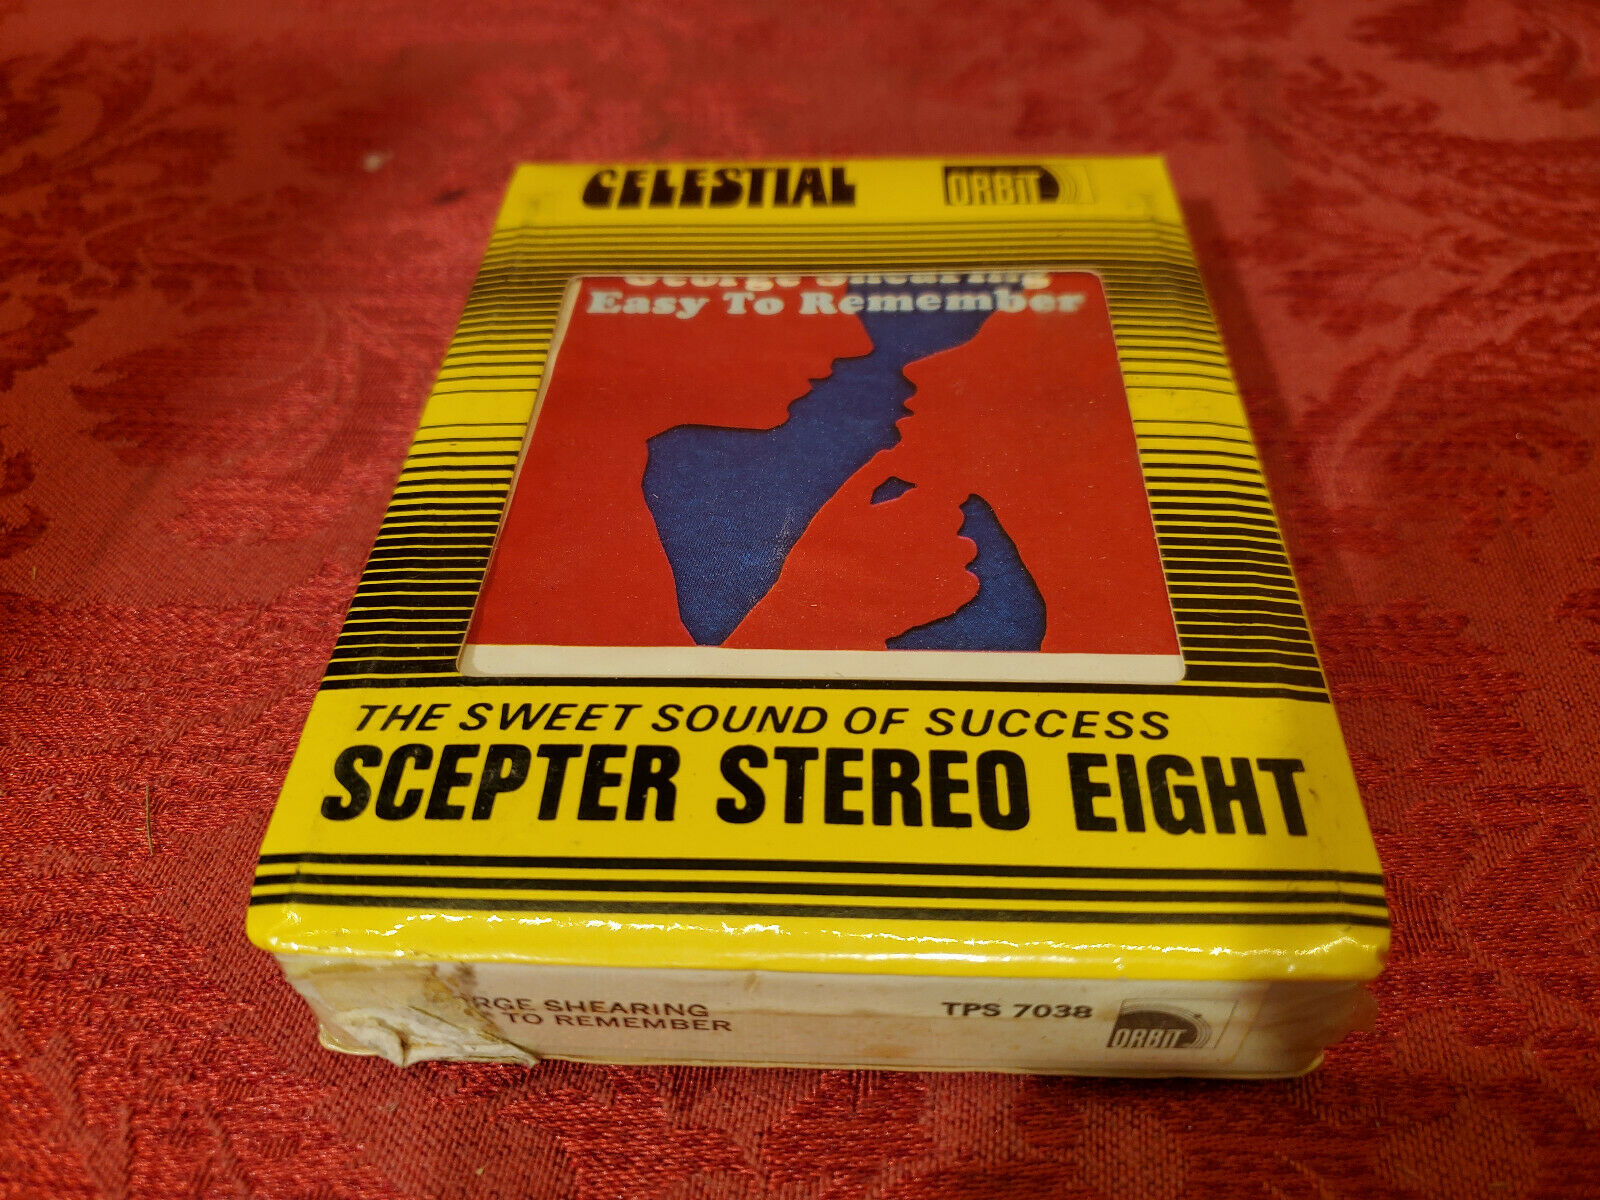 CELESTIAL
ORBIT
George Shearing
Easy To Remember
THE SWEET SOUND OF SUCCESS
SCEPTER STEREO EIGHT
RGE SHEARING
TO REMEMBER
TPS 7038
ORBIT